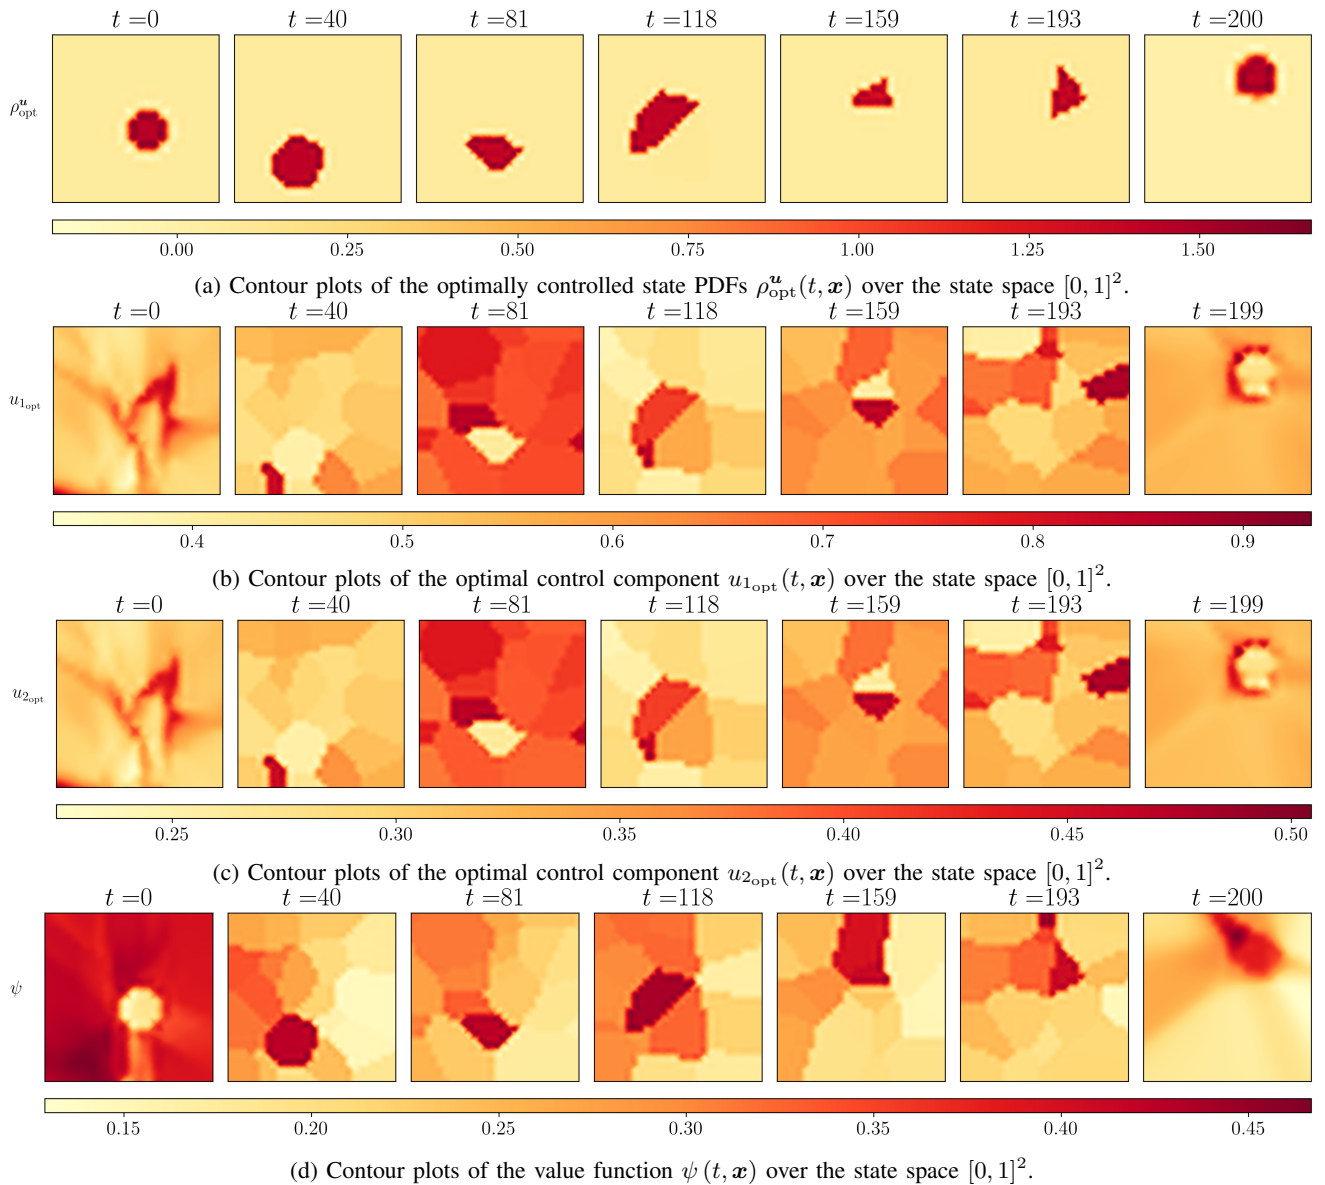 t =0 t =40 t =81 t =118 t =159 t =193 t =200
ρ^u_opt
0.00 0.25 0.50 0.75 1.00 1.25 1.50
(a) Contour plots of the optimally controlled state PDFs ρ^u_opt(t, x) over the state space [0, 1]².
t =0 t =40 t =81 t =118 t =159 t =193 t =199
u_1opt
0.4 0.5 0.6 0.7 0.8 0.9
(b) Contour plots of the optimal control component u_1opt(t, x) over the state space [0, 1]².
t =0 t =40 t =81 t =118 t =159 t =193 t =199
u_2opt
0.25 0.30 0.35 0.40 0.45 0.50
(c) Contour plots of the optimal control component u_2opt(t, x) over the state space [0, 1]².
t =0 t =40 t =81 t =118 t =159 t =193 t =200
ψ
0.15 0.20 0.25 0.30 0.35 0.40 0.45
(d) Contour plots of the value function ψ (t, x) over the state space [0, 1]².